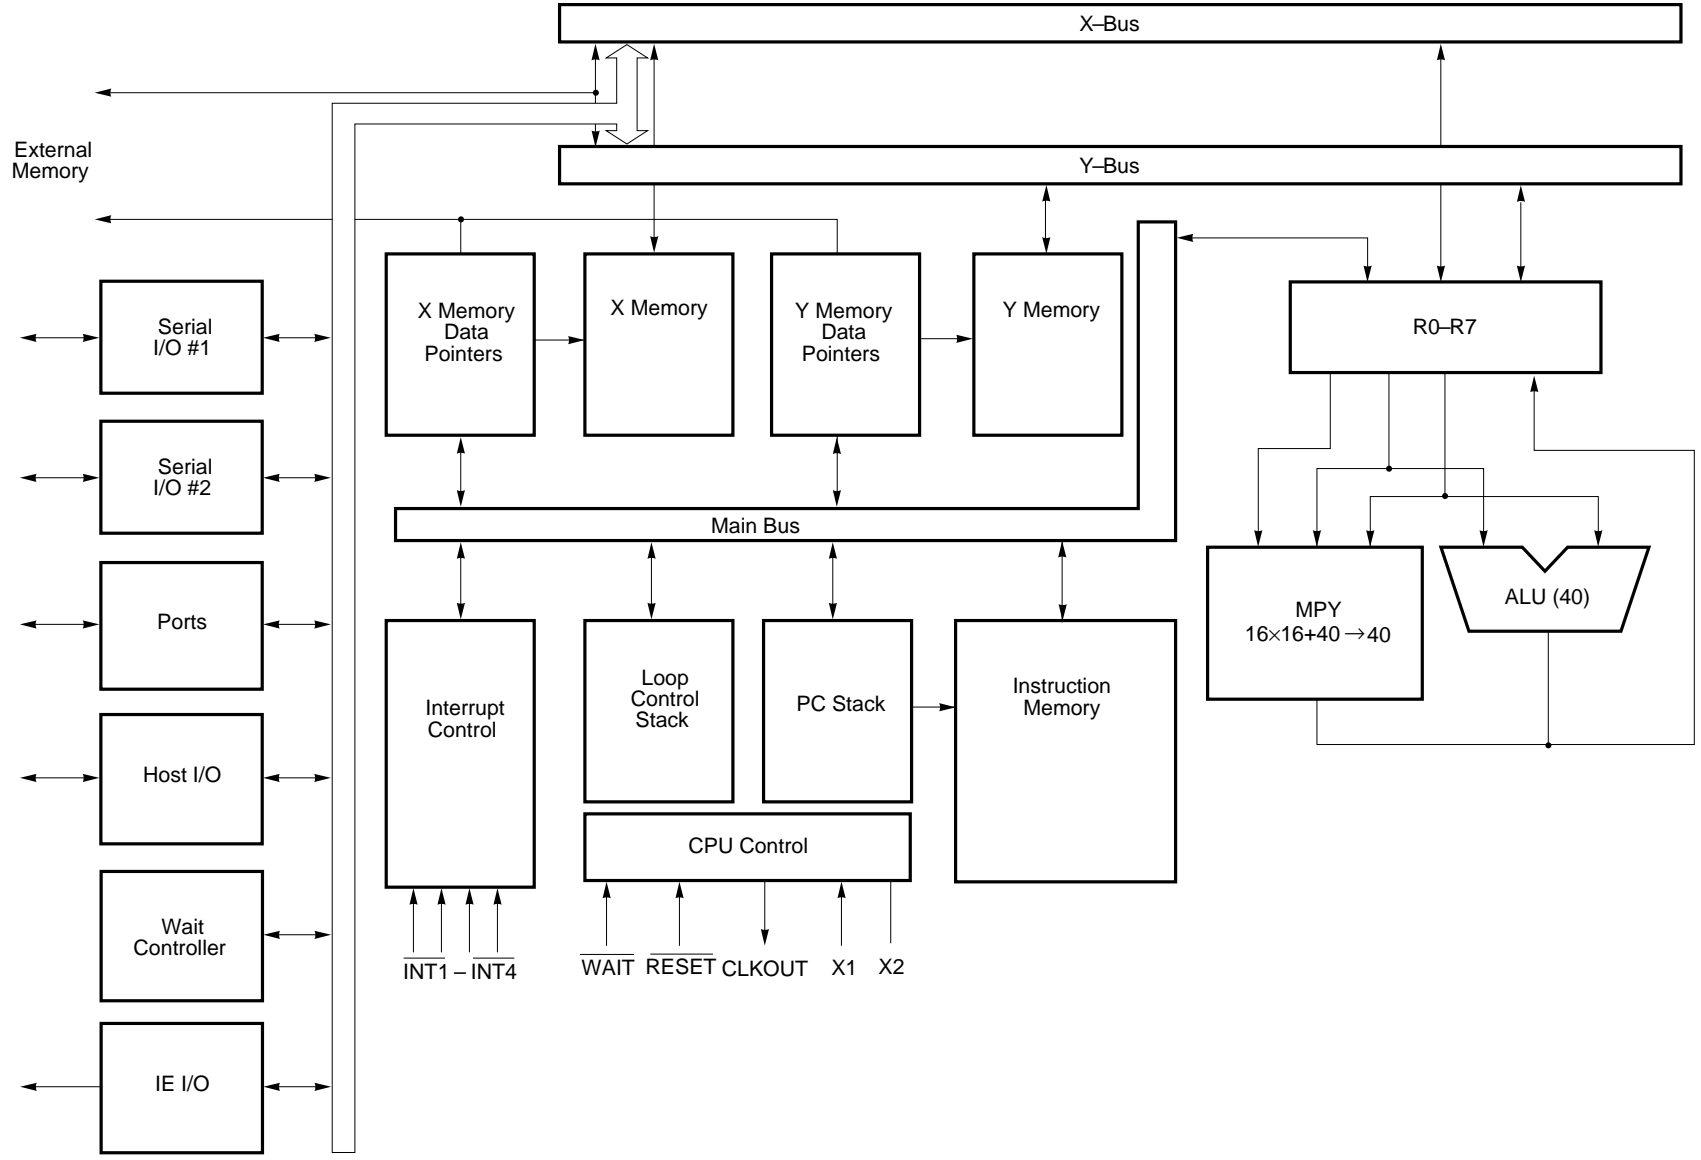 X–Bus
External
Memory
Y–Bus
X Memory
Data
Pointers
X Memory
Y Memory
Data
Pointers
Y Memory
R0–R7
Serial
I/O #1
Serial
I/O #2
Main Bus
Ports
Host I/O
Wait
Controller
IE I/O
Interrupt
Control
Loop
Control
Stack
PC Stack
Instruction
Memory
MPY
16×16+40→40
ALU (40)
CPU Control
INT1 – INT4
WAIT
RESET
CLKOUT
X1
X2